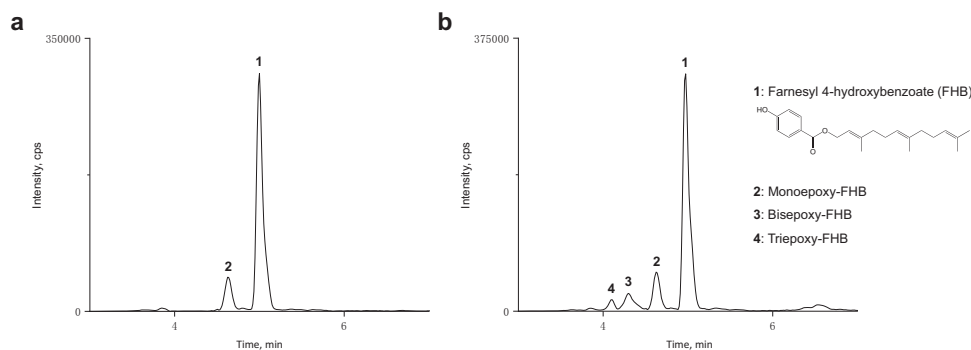 a
350000
Intensity, cps
0
1
2
4
6
Time, min
b
375000
Intensity, cps
0
1
2
3
4
4
6
Time, min
1: Farnesyl 4-hydroxybenzoate (FHB)
HO
O
O
2: Monoepoxy-FHB
3: Bisepoxy-FHB
4: Triepoxy-FHB